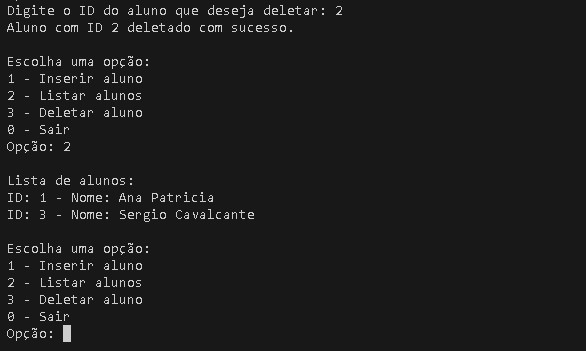 Digite o ID do aluno que deseja deletar: 2
Aluno com ID 2 deletado com sucesso.
Escolha uma opção:
1 - Inserir aluno
2 - Listar alunos
3 - Deletar aluno
0 - Sair
Opção: 2
Lista de alunos:
ID: 1 - Nome: Ana Patricia
ID: 3 - Nome: Sergio Cavalcante
Escolha uma opção:
1 - Inserir aluno
2 - Listar alunos
3 - Deletar aluno
0 - Sair
Opção: